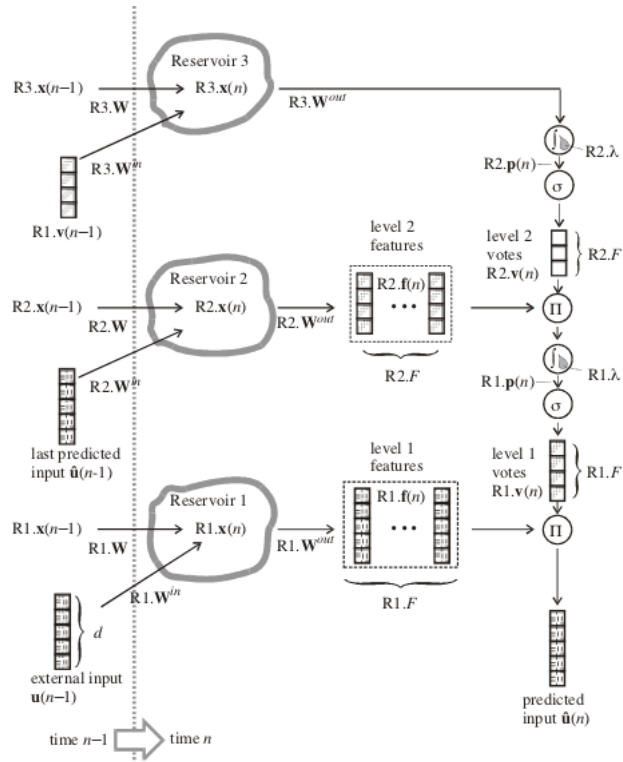 Reservoir 3
R3.x(n−1)
R3.W
R3.x(n)
R3.W^out
R3.W^in
R1.v(n−1)
∫
R2.λ
R2.p(n)
σ
level 2
votes
R2.v(n)
R2.F
level 2
features
Reservoir 2
R2.x(n−1)
R2.W
R2.x(n)
R2.W^out
R2.f(n)
•••
R2.F
Π
R2.W^in
last predicted
input û(n-1)
∫
R1.λ
R1.p(n)
σ
level 1
votes
R1.v(n)
R1.F
level 1
features
Reservoir 1
R1.x(n−1)
R1.W
R1.x(n)
R1.W^out
R1.f(n)
•••
R1.F
Π
R1.W^in
d
external input
u(n−1)
predicted
input û(n)
time n−1
time n